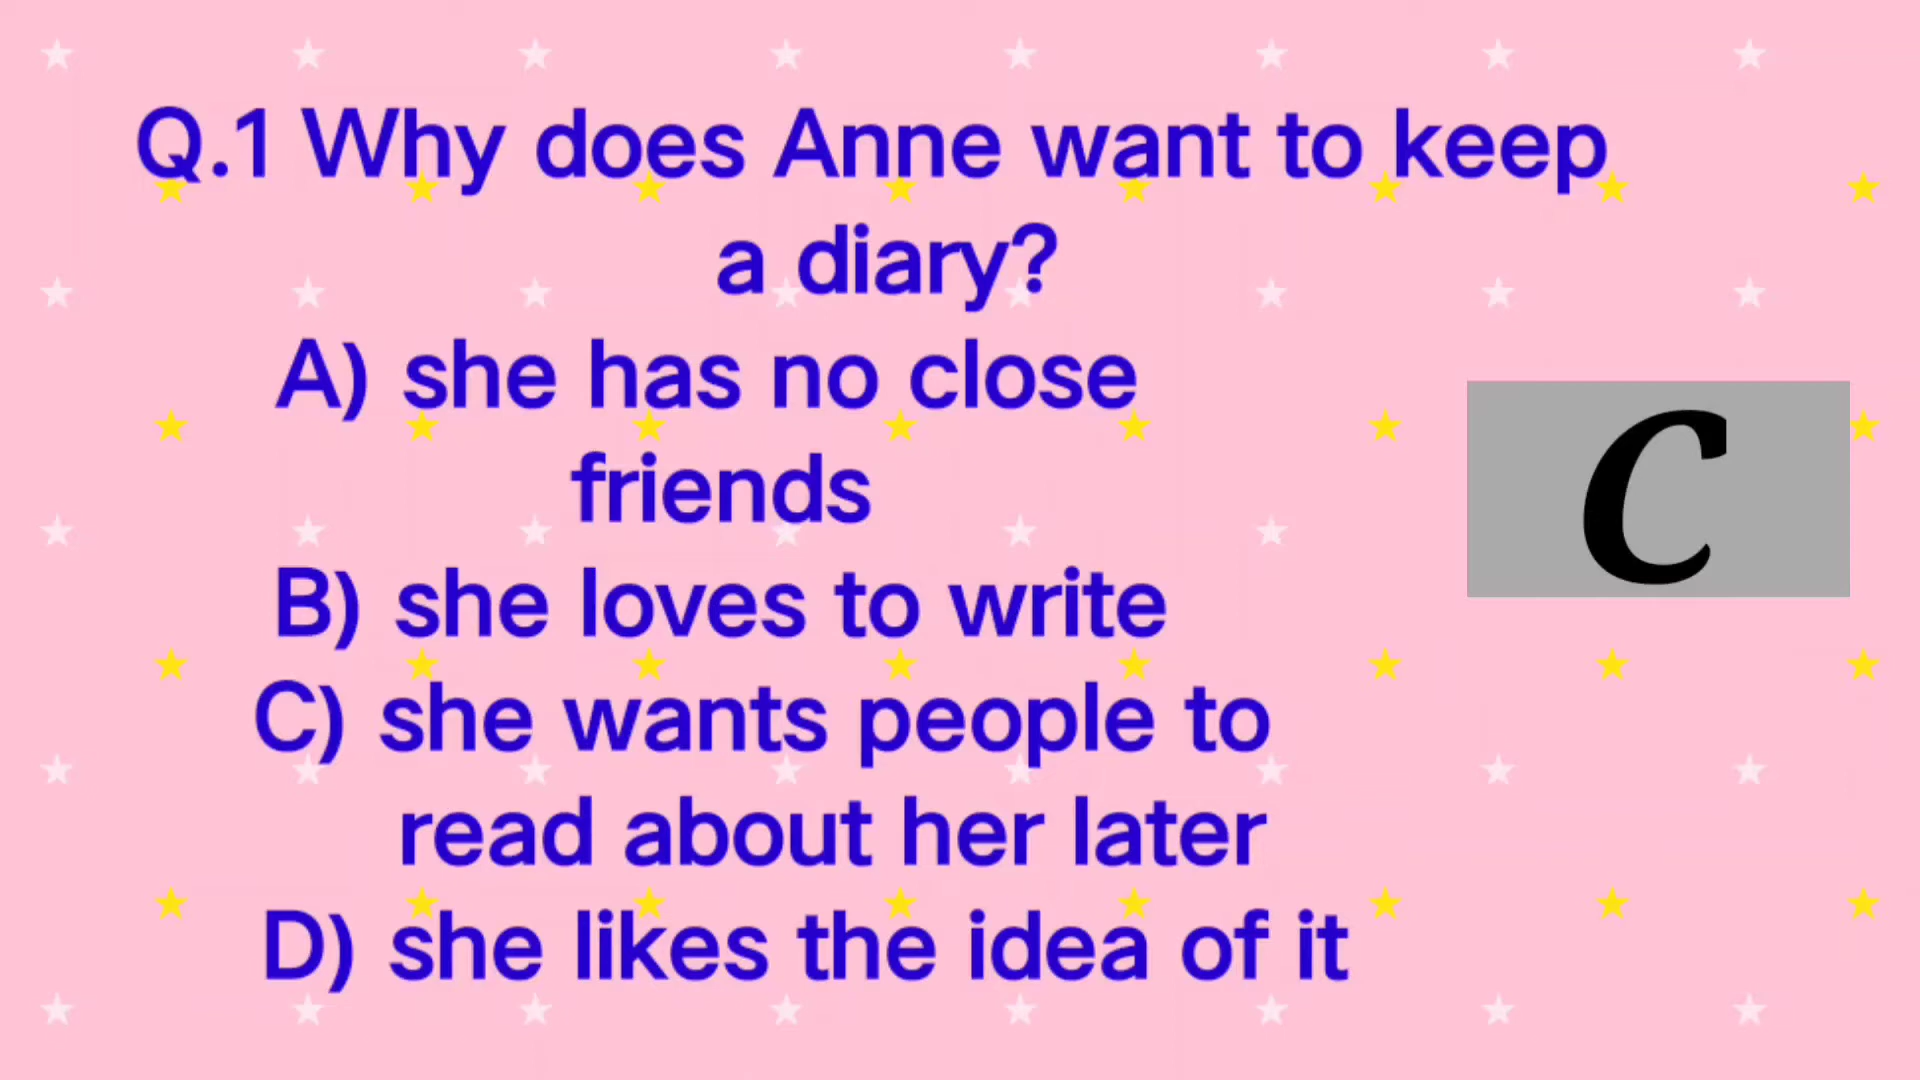 Q.1 Why does Anne want to keep
a diary?
A) she has no close
friends
B) she loves to write
C) she wants people to
read about her later
D) she likes the idea of it
C